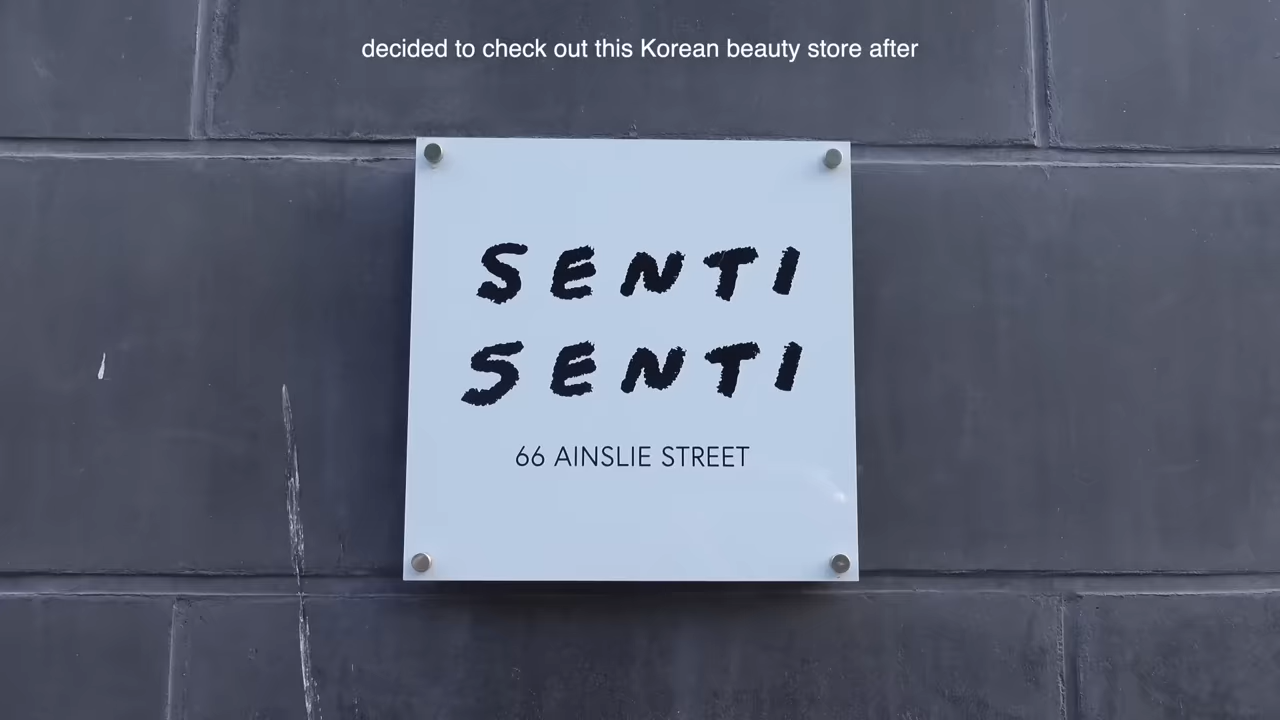 decided to check out this Korean beauty store after
SENTI
SENTI
66 AINSLIE STREET